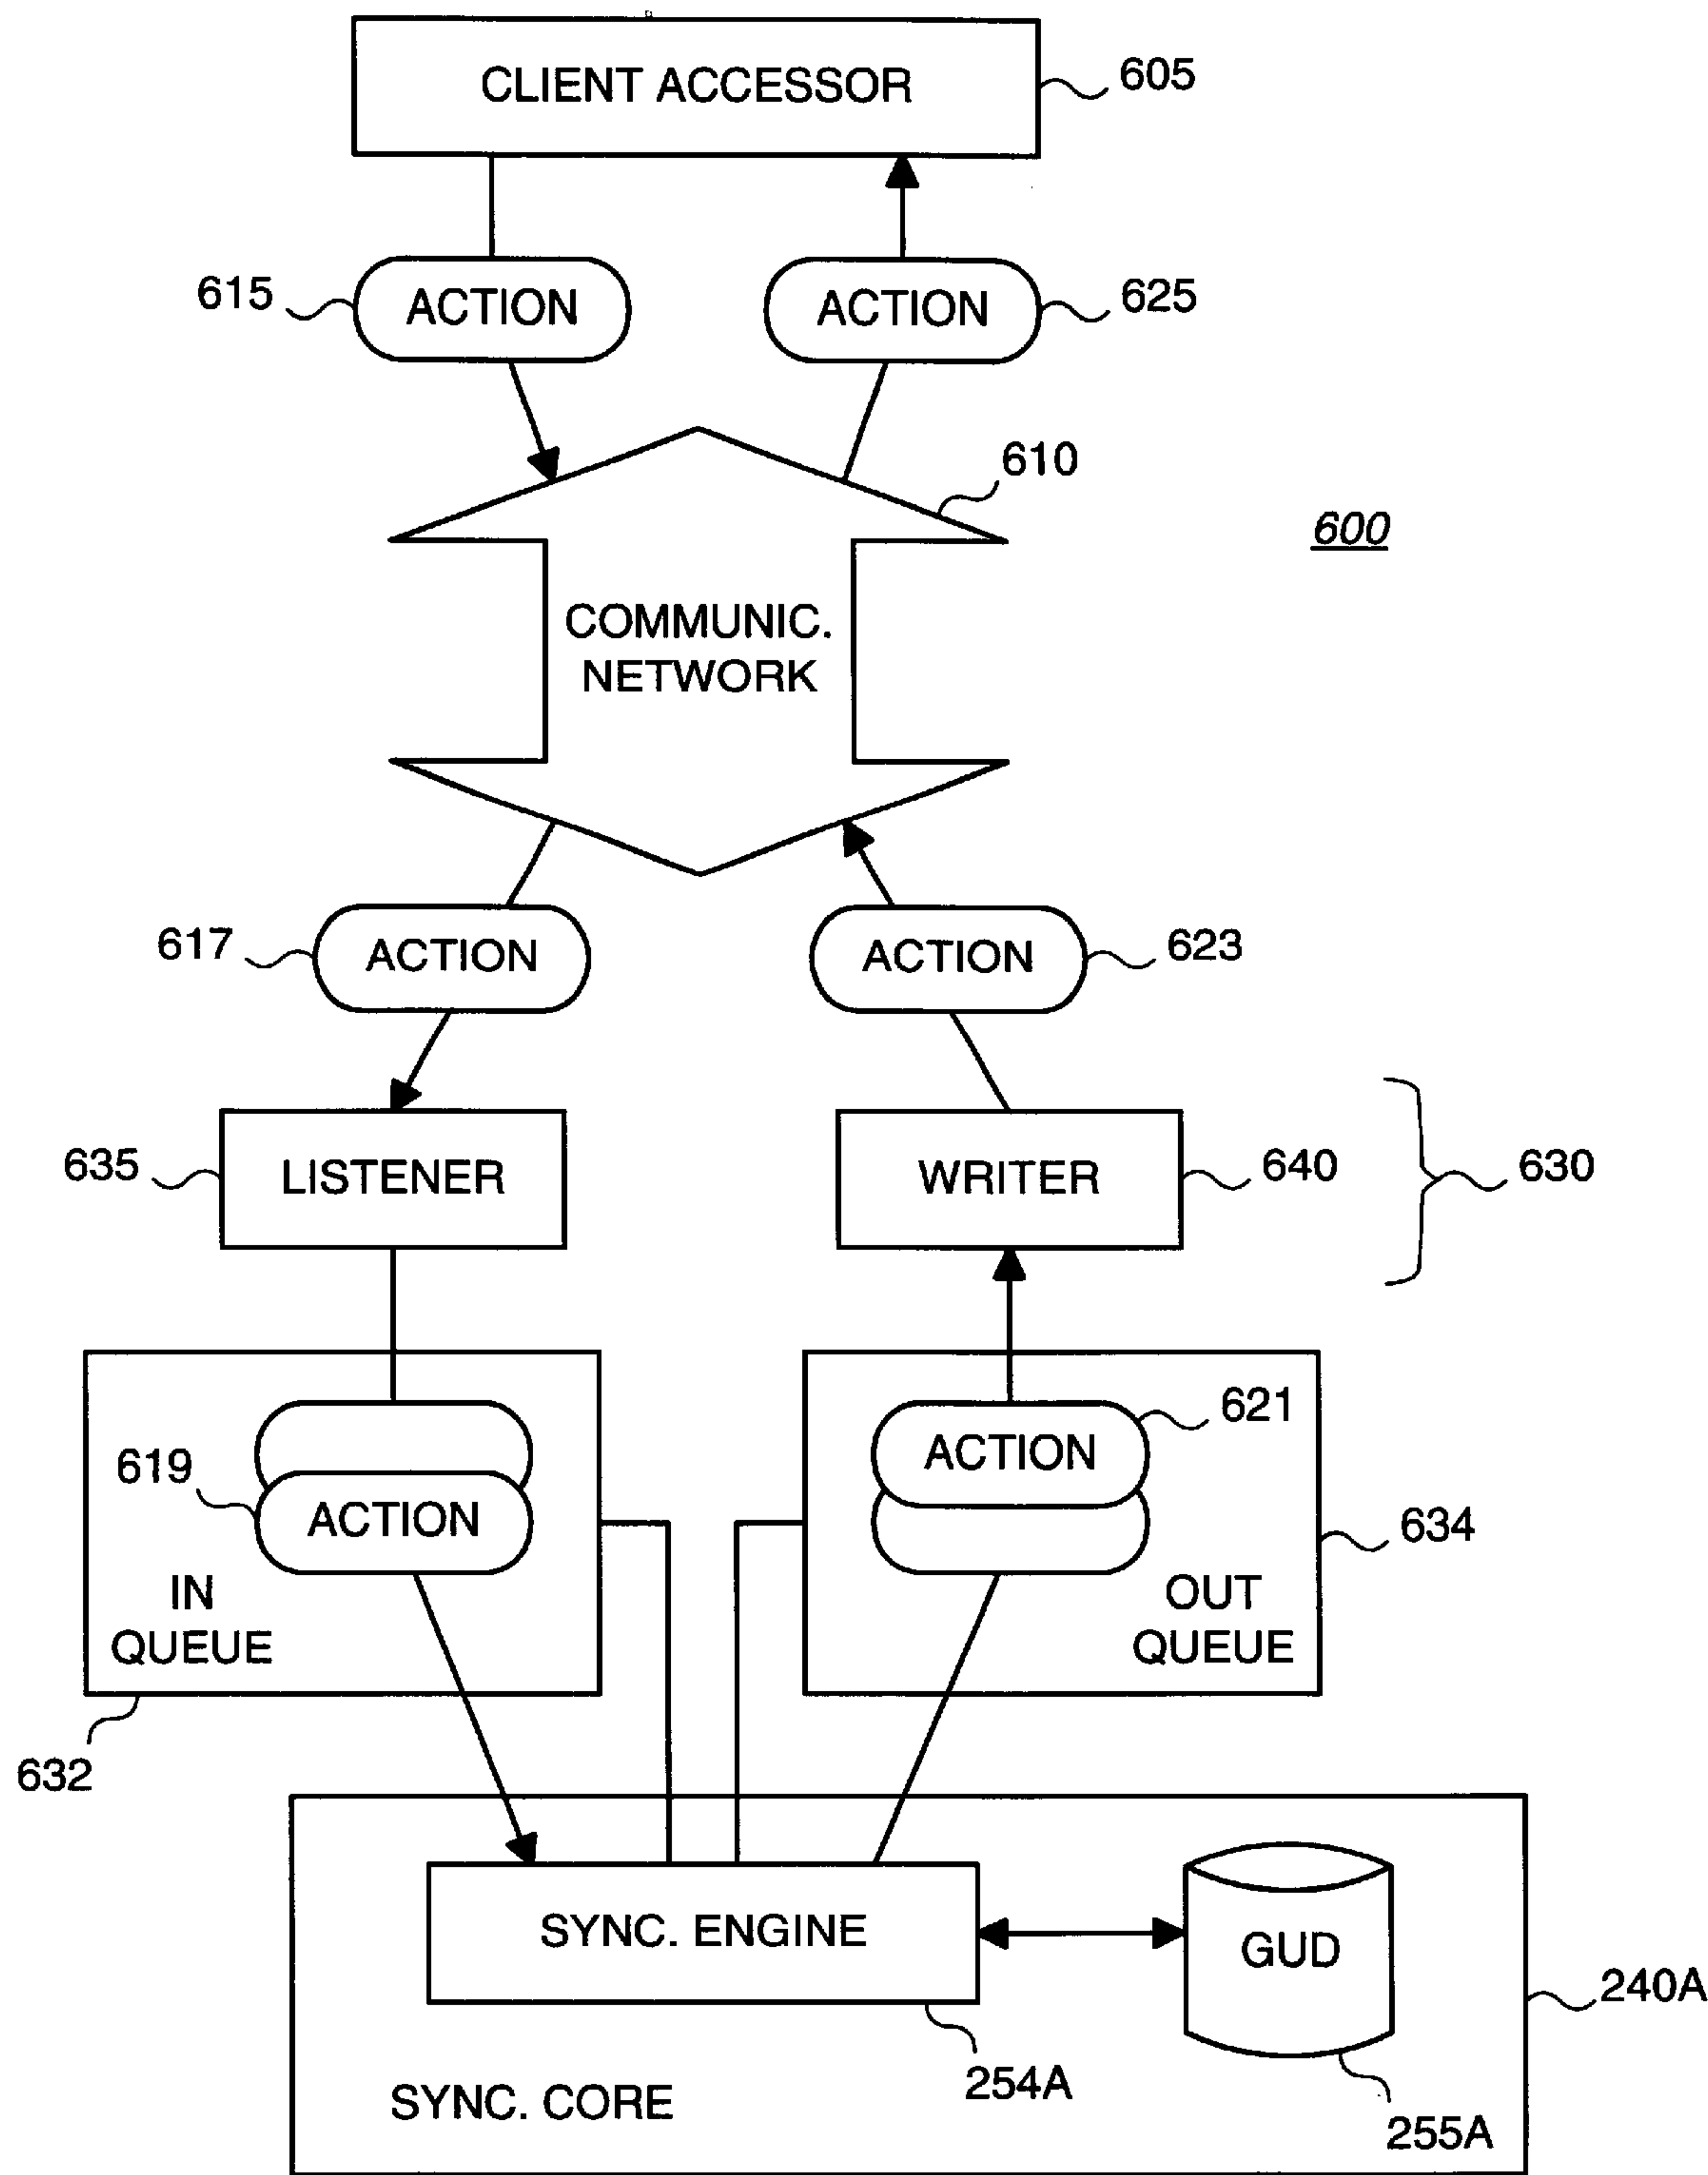 CLIENT ACCESSOR
605
615
ACTION
ACTION
625
610
600
COMMUNIC.
NETWORK
617
ACTION
ACTION
623
635
LISTENER
WRITER
640
630
619
ACTION
ACTION
621
634
IN
QUEUE
OUT
QUEUE
632
SYNC. ENGINE
GUD
240A
254A
SYNC. CORE
255A